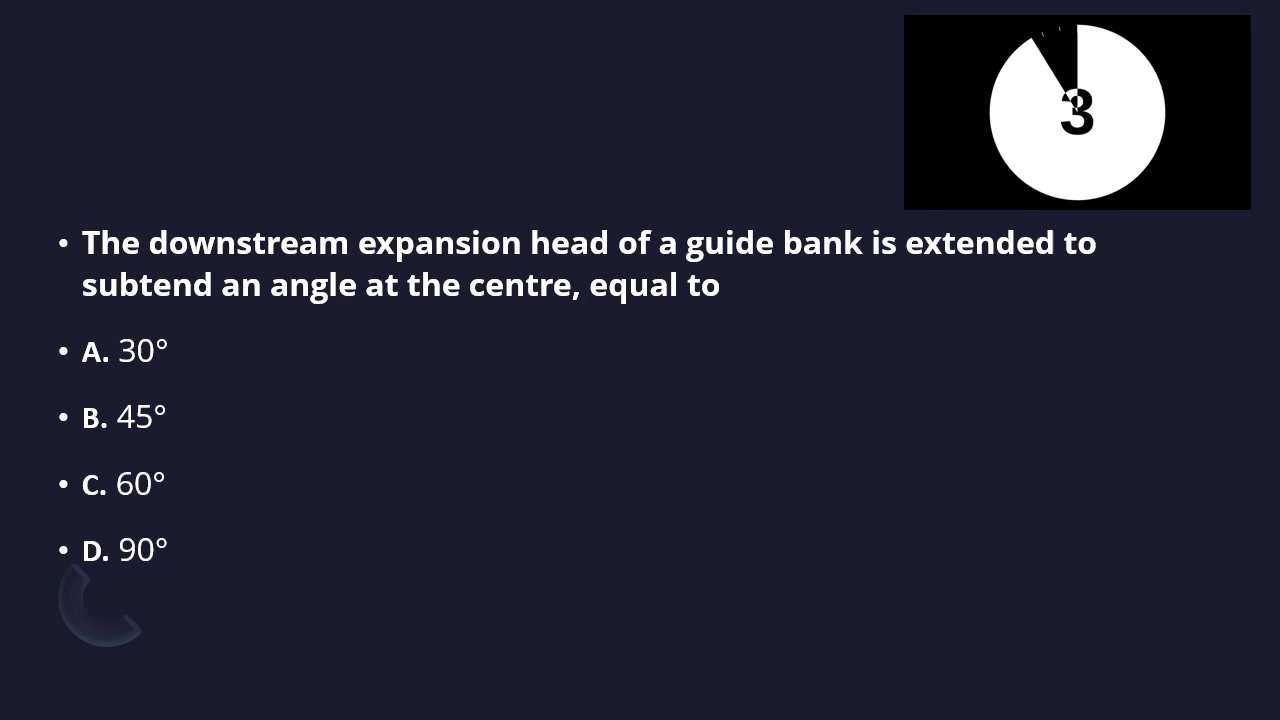 3
• The downstream expansion head of a guide bank is extended to
subtend an angle at the centre, equal to
• A. 30°
• B. 45°
• C. 60°
• D. 90°